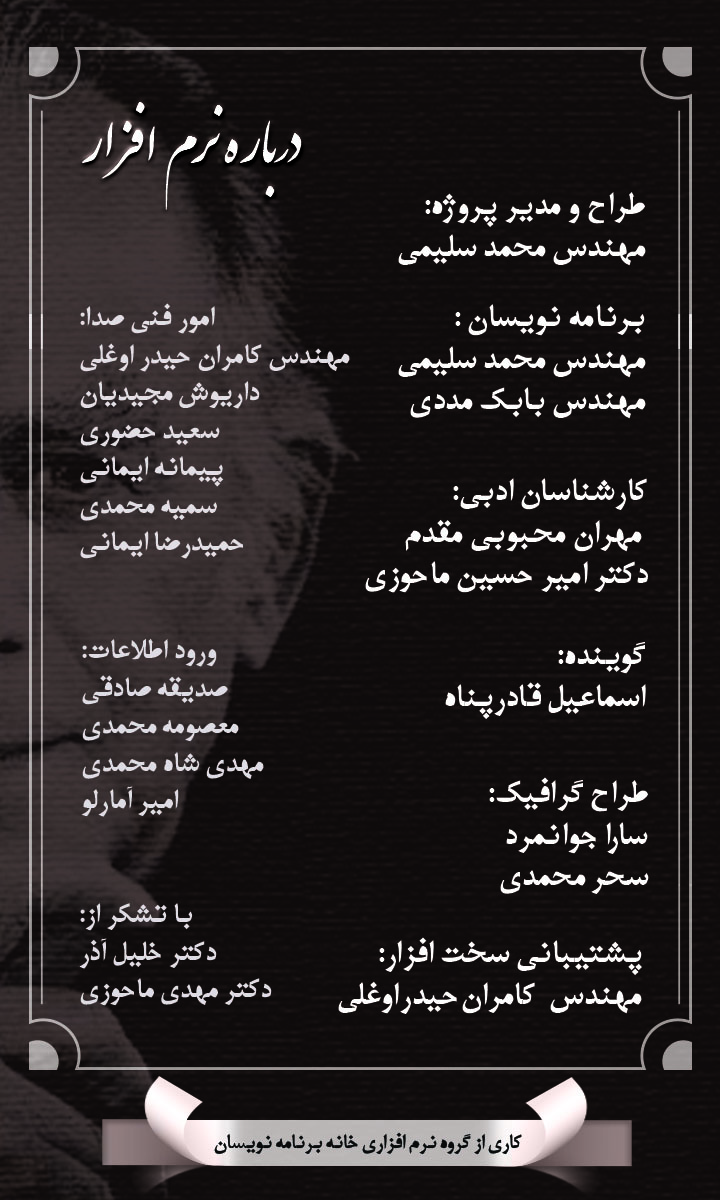 درباره نرم افزار
طراح و مدیر پروژه:
مهندس محمد سلیمی
برنامه نویسان :
مهندس محمد سلیمی
مهندس بابک مددی
کارشناسان ادبی:
مهران محبوبی مقدم
دکتر امیر حسین ماحوزی
گوینده:
اسماعیل قادرپناه
طراح گرافیک:
سارا جوانمرد
سحر محمدی
پشتیبانی سخت افزار:
مهندس کامران حیدراوغلی
امور فنی صدا:
مهندس کامران حیدر اوغلی
داریوش مجیدیان
سعید حضوری
پیمانه ایمانی
سمیه محمدی
حمیدرضا ایمانی
ورود اطلاعات:
صدیقه صادقی
معصومه محمدی
مهدی شاه محمدی
امیر آمارلو
با تشکر از:
دکتر خلیل آذر
دکتر مهدی ماحوزی
کاری از گروه نرم افزاری خانه برنامه نویسان